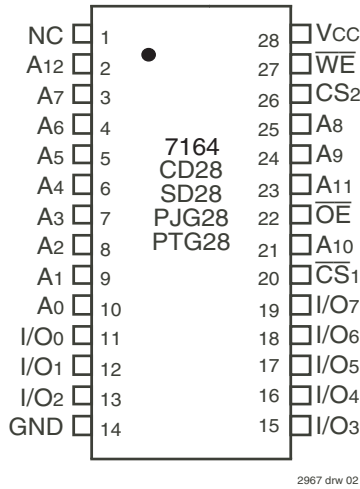 NC 1 28 VCC
A12 2 27 W̅E̅
A7 3 26 CS2
A6 4 25 A8
A5 5 24 A9
A4 6 23 A11
A3 7 22 O̅E̅
A2 8 21 A10
A1 9 20 C̅S̅1
A0 10 19 I/O7
I/O0 11 18 I/O6
I/O1 12 17 I/O5
I/O2 13 16 I/O4
GND 14 15 I/O3
7164
CD28
SD28
PJG28
PTG28
2967 drw 02